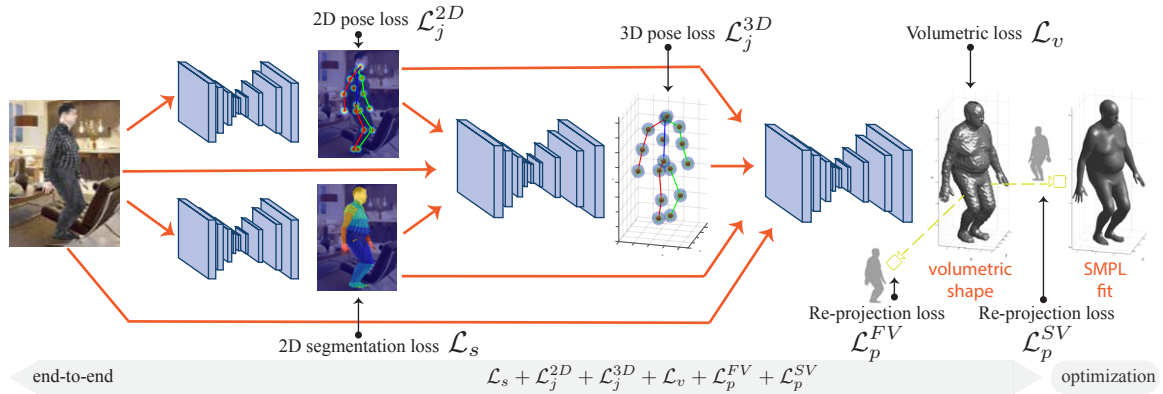 2D pose loss $\mathcal{L}_j^{2D}$
3D pose loss $\mathcal{L}_j^{3D}$
Volumetric loss $\mathcal{L}_v$
volumetric
shape
SMPL
fit
Re-projection loss
$\mathcal{L}_p^{FV}$
Re-projection loss
$\mathcal{L}_p^{SV}$
2D segmentation loss $\mathcal{L}_s$
end-to-end
$\mathcal{L}_s + \mathcal{L}_j^{2D} + \mathcal{L}_j^{3D} + \mathcal{L}_v + \mathcal{L}_p^{FV} + \mathcal{L}_p^{SV}$
optimization